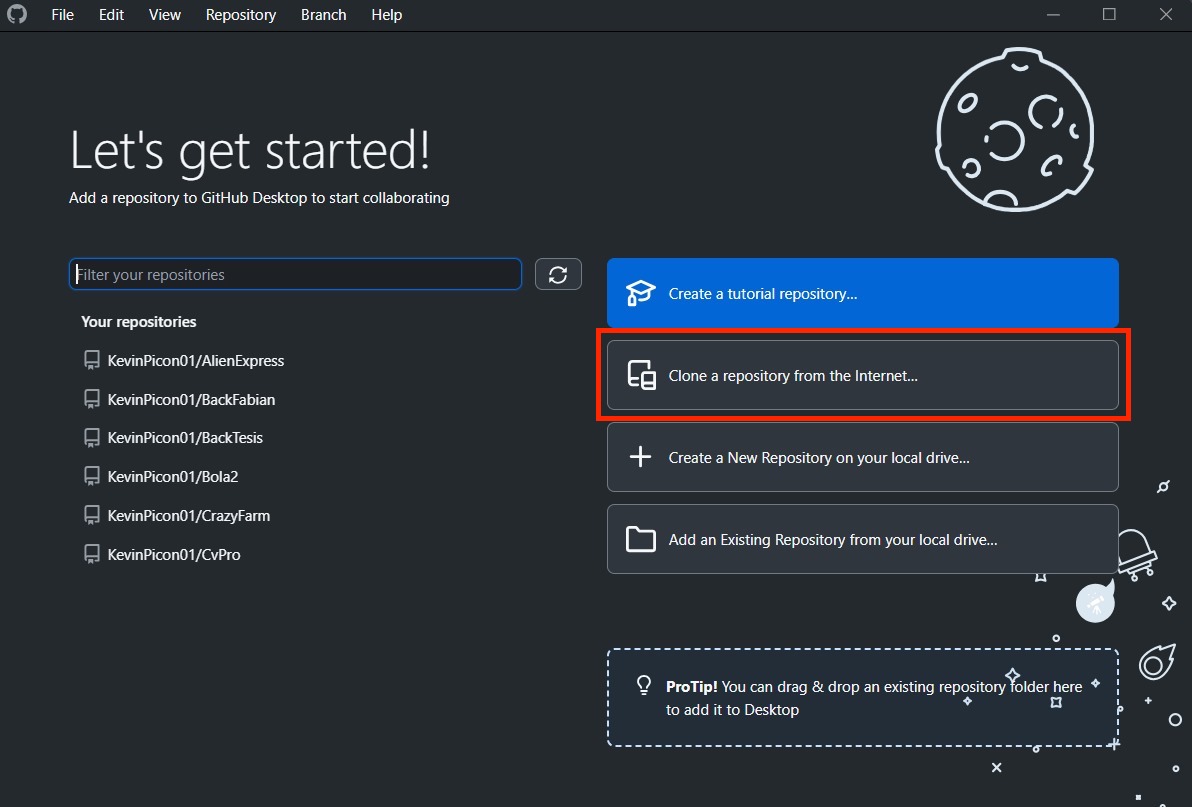 File Edit View Repository Branch Help
Let's get started!
Add a repository to GitHub Desktop to start collaborating
Filter your repositories
Your repositories
KevinPicon01/AlienExpress
KevinPicon01/BackFabian
KevinPicon01/BackTesis
KevinPicon01/Bola2
KevinPicon01/CrazyFarm
KevinPicon01/CvPro
Create a tutorial repository...
Clone a repository from the Internet...
Create a New Repository on your local drive...
Add an Existing Repository from your local drive...
ProTip! You can drag & drop an existing repository folder here
to add it to Desktop